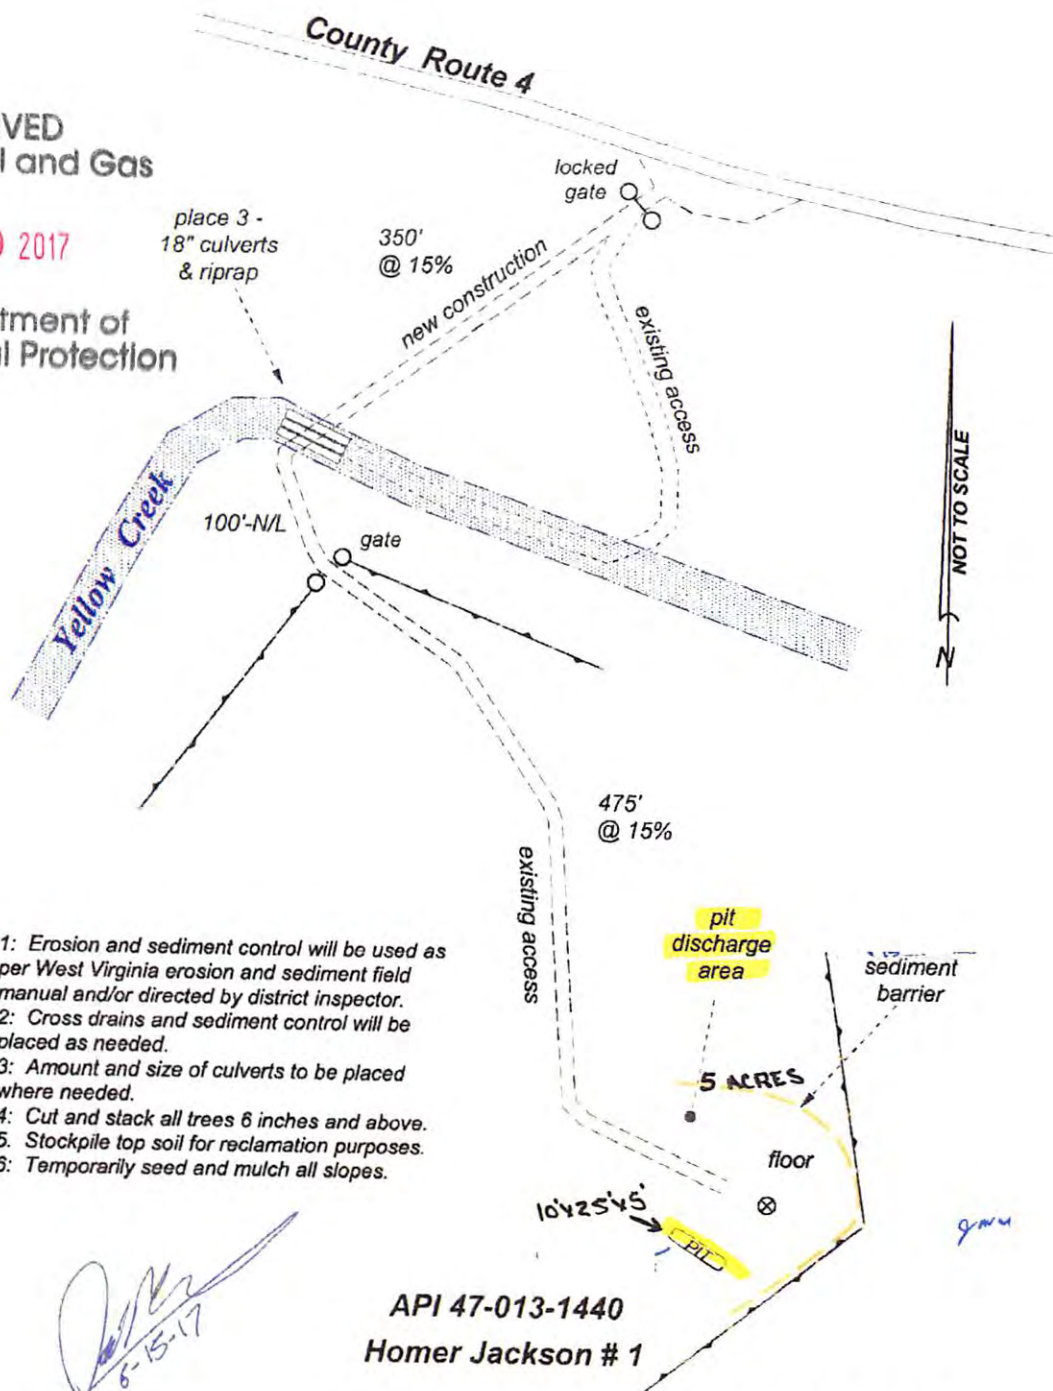 County Route 4
VED
l and Gas
2017
tment of
al Protection
locked
gate
place 3 -
18" culverts
& riprap
350'
@ 15%
new construction
existing access
Yellow Creek
100'-N/L
gate
NOT TO SCALE
N
475'
@ 15%
existing access
pit
discharge
area
sediment
barrier
5 ACRES
floor
10'x25'x5'
PIT
1: Erosion and sediment control will be used as
per West Virginia erosion and sediment field
manual and/or directed by district inspector.
2: Cross drains and sediment control will be
placed as needed.
3: Amount and size of culverts to be placed
where needed.
4: Cut and stack all trees 6 inches and above.
5. Stockpile top soil for reclamation purposes.
6: Temporarily seed and mulch all slopes.
6-15-17
API 47-013-1440
Homer Jackson # 1